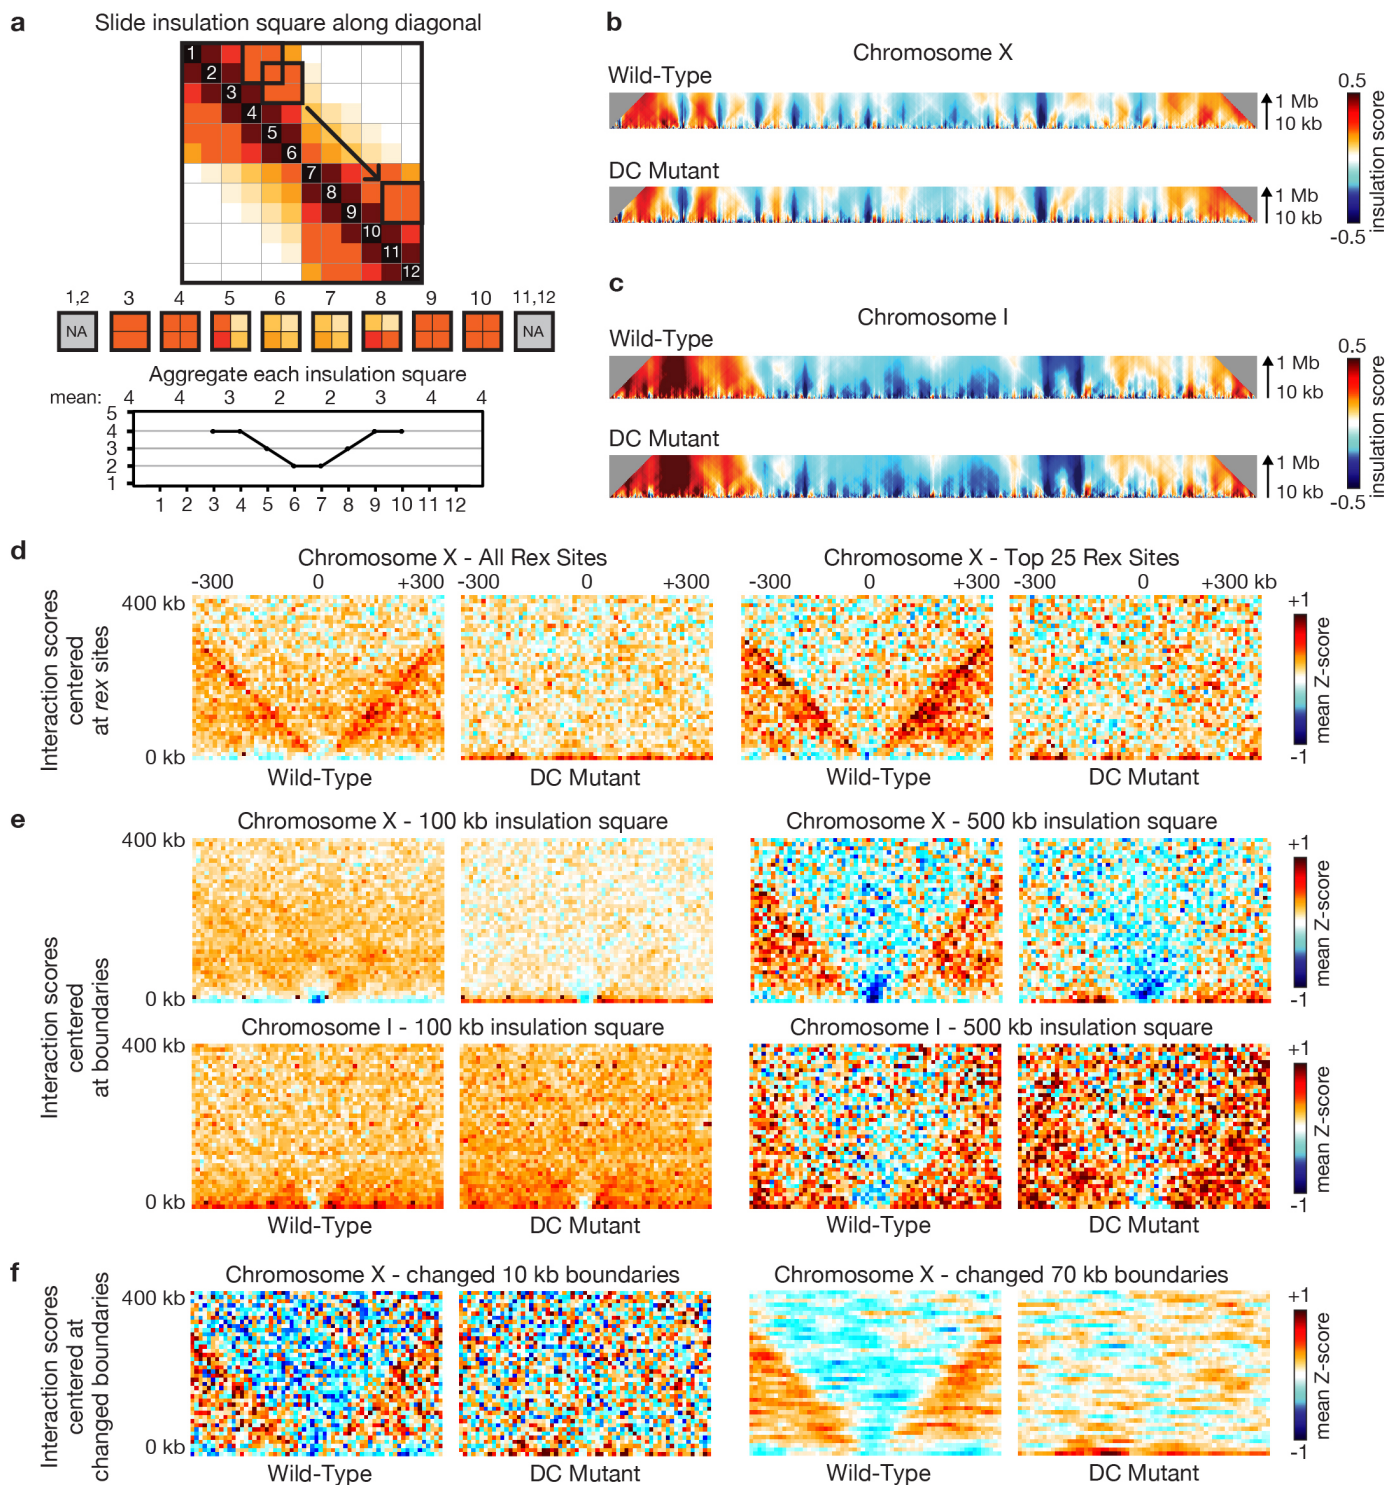 a
Slide insulation square along diagonal
1
2
3
4
5
6
7
8
9
10
11
12
1,2 3 4 5 6 7 8 9 10 11,12
NA NA
Aggregate each insulation square
mean: 4 4 3 2 2 3 4 4
5
4
3
2
1
1 2 3 4 5 6 7 8 9 10 11 12
b
Chromosome X
Wild-Type
1 Mb
10 kb
DC Mutant
1 Mb
10 kb
0.5
-0.5
insulation score
c
Chromosome I
Wild-Type
1 Mb
10 kb
DC Mutant
1 Mb
10 kb
0.5
-0.5
insulation score
d
Chromosome X - All Rex Sites
Chromosome X - Top 25 Rex Sites
-300 0 +300 -300 0 +300
-300 0 +300 -300 0 +300 kb
Interaction scores
centered
at rex sites
400 kb
0 kb
Wild-Type
DC Mutant
Wild-Type
DC Mutant
+1
-1
mean Z-score
e
Chromosome X - 100 kb insulation square
Chromosome X - 500 kb insulation square
400 kb
0 kb
+1
-1
mean Z-score
Interaction scores
centered
at boundaries
Chromosome I - 100 kb insulation square
Chromosome I - 500 kb insulation square
400 kb
0 kb
Wild-Type
DC Mutant
Wild-Type
DC Mutant
+1
-1
mean Z-score
f
Chromosome X - changed 10 kb boundaries
Chromosome X - changed 70 kb boundaries
Interaction scores
centered at
changed boundaries
400 kb
0 kb
Wild-Type
DC Mutant
Wild-Type
DC Mutant
+1
-1
mean Z-score